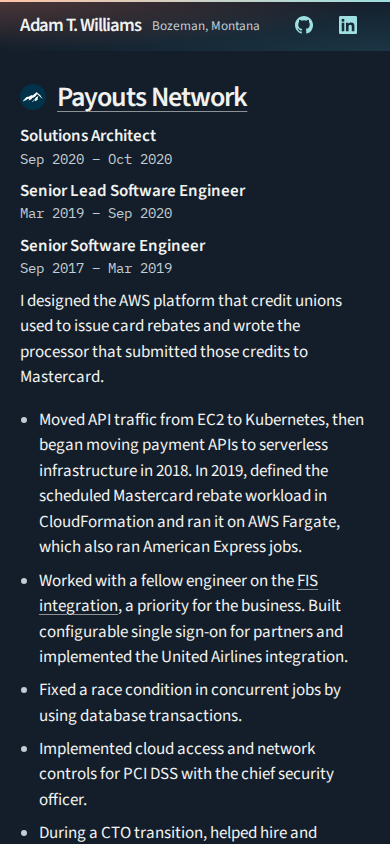 Adam T. Williams Bozeman, Montana
Payouts Network
Solutions Architect
Sep 2020 – Oct 2020
Senior Lead Software Engineer
Mar 2019 – Sep 2020
Senior Software Engineer
Sep 2017 – Mar 2019
I designed the AWS platform that credit unions
used to issue card rebates and wrote the
processor that submitted those credits to
Mastercard.
• Moved API traffic from EC2 to Kubernetes, then
began moving payment APIs to serverless
infrastructure in 2018. In 2019, defined the
scheduled Mastercard rebate workload in
CloudFormation and ran it on AWS Fargate,
which also ran American Express jobs.
• Worked with a fellow engineer on the FIS
integration, a priority for the business. Built
configurable single sign-on for partners and
implemented the United Airlines integration.
• Fixed a race condition in concurrent jobs by
using database transactions.
• Implemented cloud access and network
controls for PCI DSS with the chief security
officer.
• During a CTO transition, helped hire and